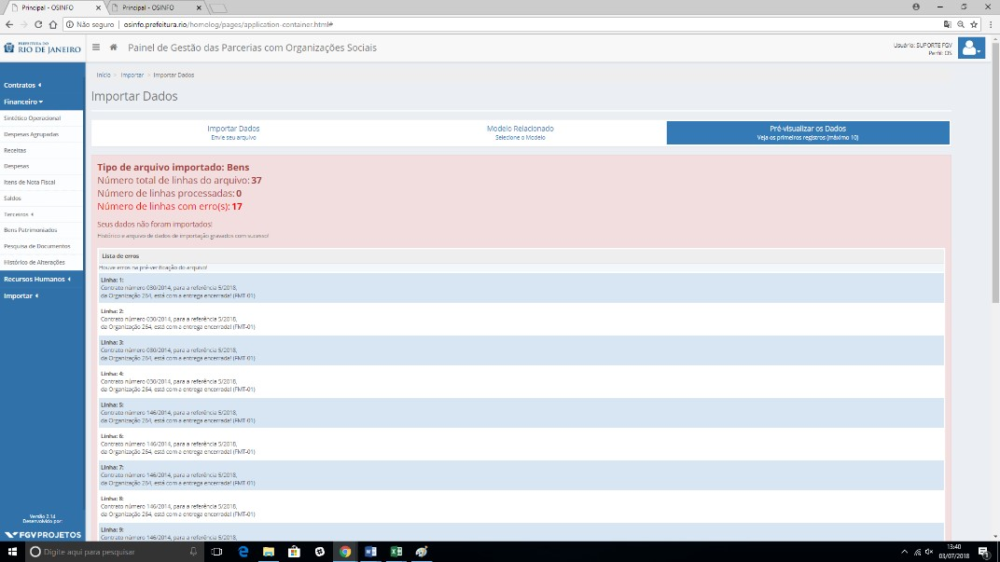 Principal - OSINFO
Principal - OSINFO
Não seguro | osinfo.prefeitura.rio/homolog/pages/application-container.html#
PREFEITURA DO
RIO DE JANEIRO
Painel de Gestão das Parcerias com Organizações Sociais
Usuário: SUPORTE FGV
Perfil: OS
Contratos
Financeiro
Sintético Operacional
Despesas Agrupadas
Receitas
Despesas
Itens de Nota Fiscal
Saldos
Terceiros
Bens Patrimoniados
Pesquisa de Documentos
Histórico de Alterações
Recursos Humanos
Importar
Versão 2.14
Desenvolvido por:
FGV PROJETOS
Início > Importar > Importar Dados
Importar Dados
Importar Dados
Envie seu arquivo
Modelo Relacionado
Selecione o Modelo
Pré-visualizar os Dados
Veja os primeiros registros (máximo 10)
Tipo de arquivo importado: Bens
Número total de linhas do arquivo: 37
Número de linhas processadas: 0
Número de linhas com erro(s): 17
Seus dados não foram importados!
Histórico e arquivo de dados de importação gravados com sucesso!
Lista de erros
Houve erros na pré-verificação do arquivo!
Linha: 1:
Contrato número 030/2014, para a referência 5/2018,
da Organização 264, está com a entrega encerrada! (FMT-01)
Linha: 2:
Contrato número 030/2014, para a referência 5/2018,
da Organização 264, está com a entrega encerrada! (FMT-01)
Linha: 3:
Contrato número 030/2014, para a referência 5/2018,
da Organização 264, está com a entrega encerrada! (FMT-01)
Linha: 4:
Contrato número 030/2014, para a referência 5/2018,
da Organização 264, está com a entrega encerrada! (FMT-01)
Linha: 5:
Contrato número 146/2014, para a referência 5/2018,
da Organização 264, está com a entrega encerrada! (FMT-01)
Linha: 6:
Contrato número 146/2014, para a referência 5/2018,
da Organização 264, está com a entrega encerrada! (FMT-01)
Linha: 7:
Contrato número 146/2014, para a referência 5/2018,
da Organização 264, está com a entrega encerrada! (FMT-01)
Linha: 8:
Contrato número 146/2014, para a referência 5/2018,
da Organização 264, está com a entrega encerrada! (FMT-01)
Linha: 9:
Contrato número 146/2014, para a referência 5/2018,
Digite aqui para pesquisar
13:40
03/07/2018